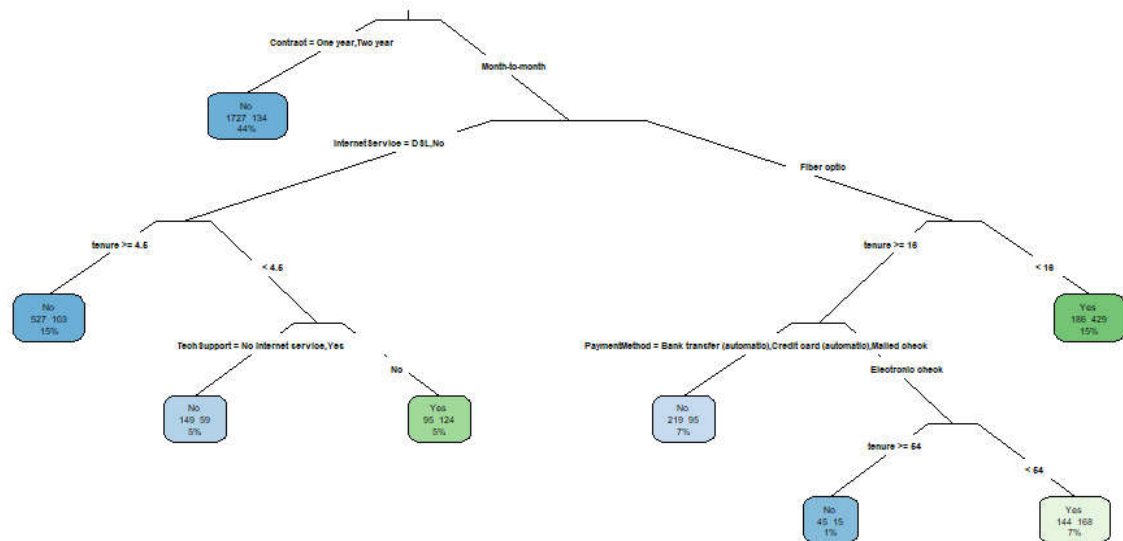 Contract = One year,Two year
Month-to-month
No
1727 134
44%
InternetService = DSL,No
Fiber optic
tenure >= 4.5
< 4.5
tenure >= 16
< 16
No
527 103
15%
Yes
186 429
15%
TechSupport = No internet service,Yes
No
PaymentMethod = Bank transfer (automatic),Credit card (automatic),Mailed check
Electronic check
No
149 59
5%
Yes
95 124
5%
No
219 95
7%
tenure >= 54
< 54
No
45 15
1%
Yes
144 168
7%